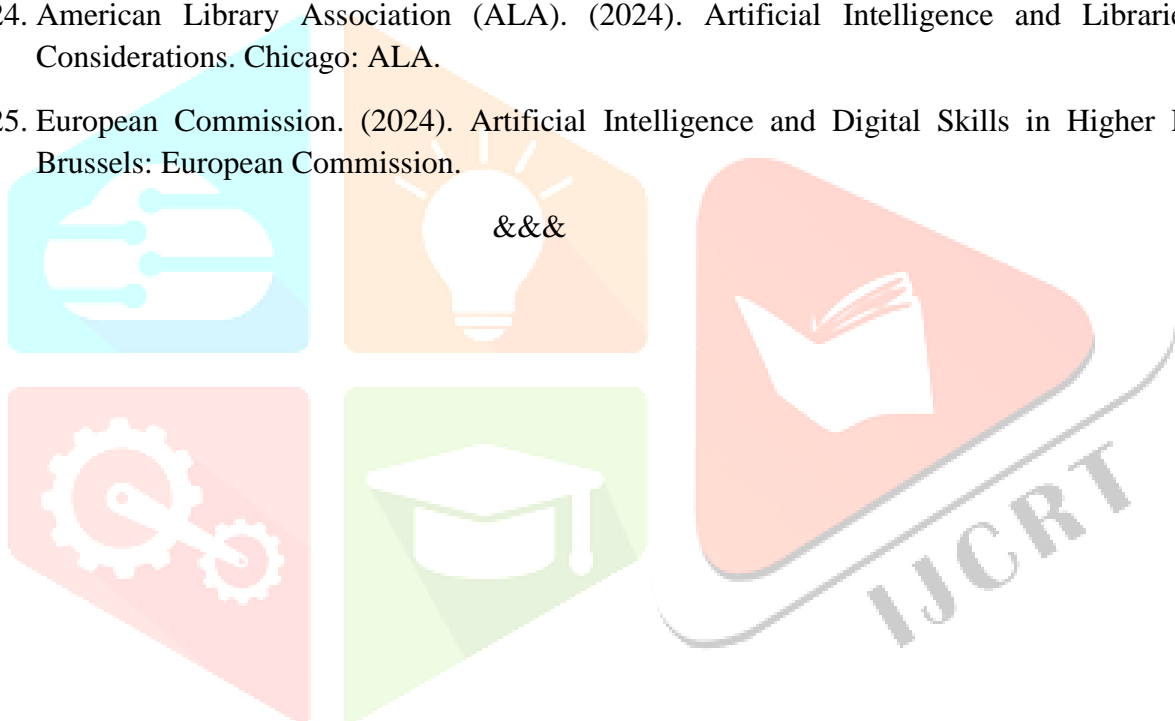 24. American Library Association (ALA). (2024). Artificial Intelligence and
Considerations. Chicago: ALA.
25. European Commission. (2024). Artificial Intelligence and Digital Skills in Higher
Brussels: European Commission.
&&&
IJCRT